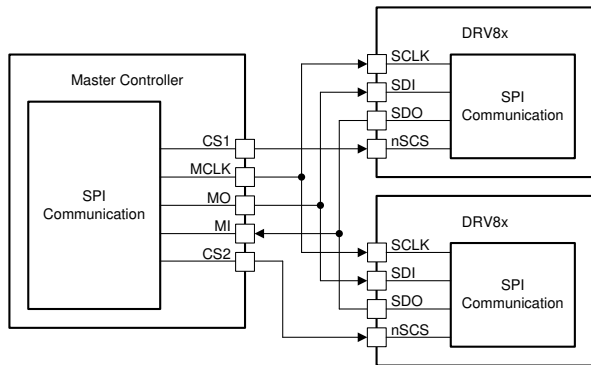 Master Controller
SPI
Communication
CS1
MCLK
MO
MI
CS2
DRV8x
SCLK
SDI
SDO
nSCS
SPI
Communication
DRV8x
SCLK
SDI
SDO
nSCS
SPI
Communication